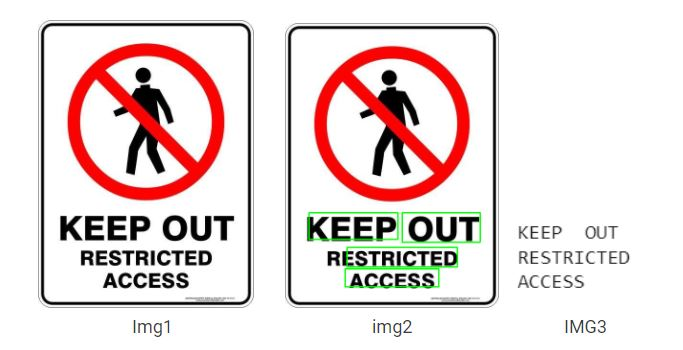 KEEP OUT
RESTRICTED
ACCESS
KEEP OUT
RESTRICTED
ACCESS
KEEP OUT
RESTRICTED
ACCESS
Img1
img2
IMG3